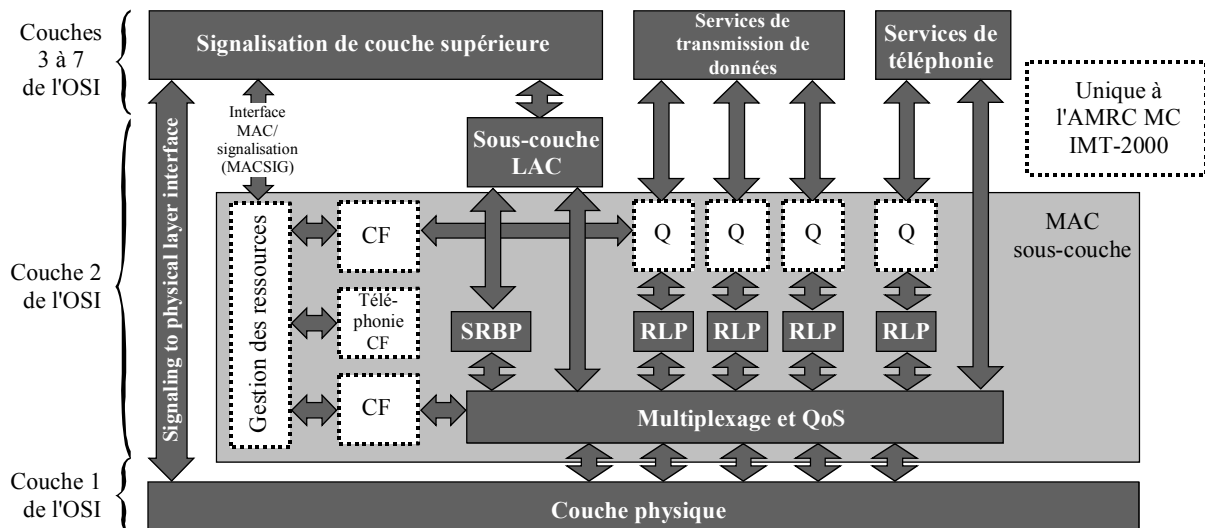 Couches
3 à 7
de l'OSI
Signalisation de couche supérieure
Services de
transmission de
données
Services de
téléphonie
Unique à
l'AMRC MC
IMT-2000
Interface
MAC/
signalisation
(MACSIG)
Sous-couche
LAC
Signaling to physical layer interface
Couche 2
de l'OSI
MAC
sous-couche
Gestion des ressources
CF
Q
Q
Q
Q
Télé-
phonie
CF
SRBP
RLP
RLP
RLP
RLP
CF
Multiplexage et QoS
Couche 1
de l'OSI
Couche physique